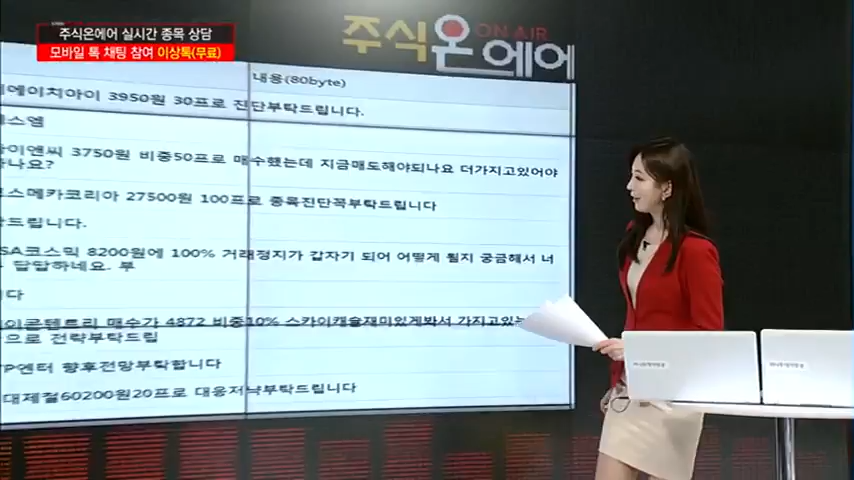 주식온에어 실시간 종목 상담
모바일 톡 채팅 참여 이상톡(무료)
주식온에어
ON AIR
내용(80byte)
에이치아이 3950원 30프로 진단부탁드립니다.
에스엠
이앤씨 3750원 비중50프로 매수했는데 지금매도해야되나요 더가지고있어야
하나요?
코스메카코리아 27500원 100프로 종목진단꼭부탁드립니다
탁드립니다.
SA코스믹 8200원에 100% 거래정지가 갑자기 되어 어떻게 될지 궁금해서 너
답답하네요. 부
니다
이콘텐트리 매수가 4872 비중10% 스카이캐슬재미있게봐서 가지고있는
으로 전략부탁드립
YP엔터 향후전망부탁합니다
대제철60200원20프로 대응저냑부탁드립니다